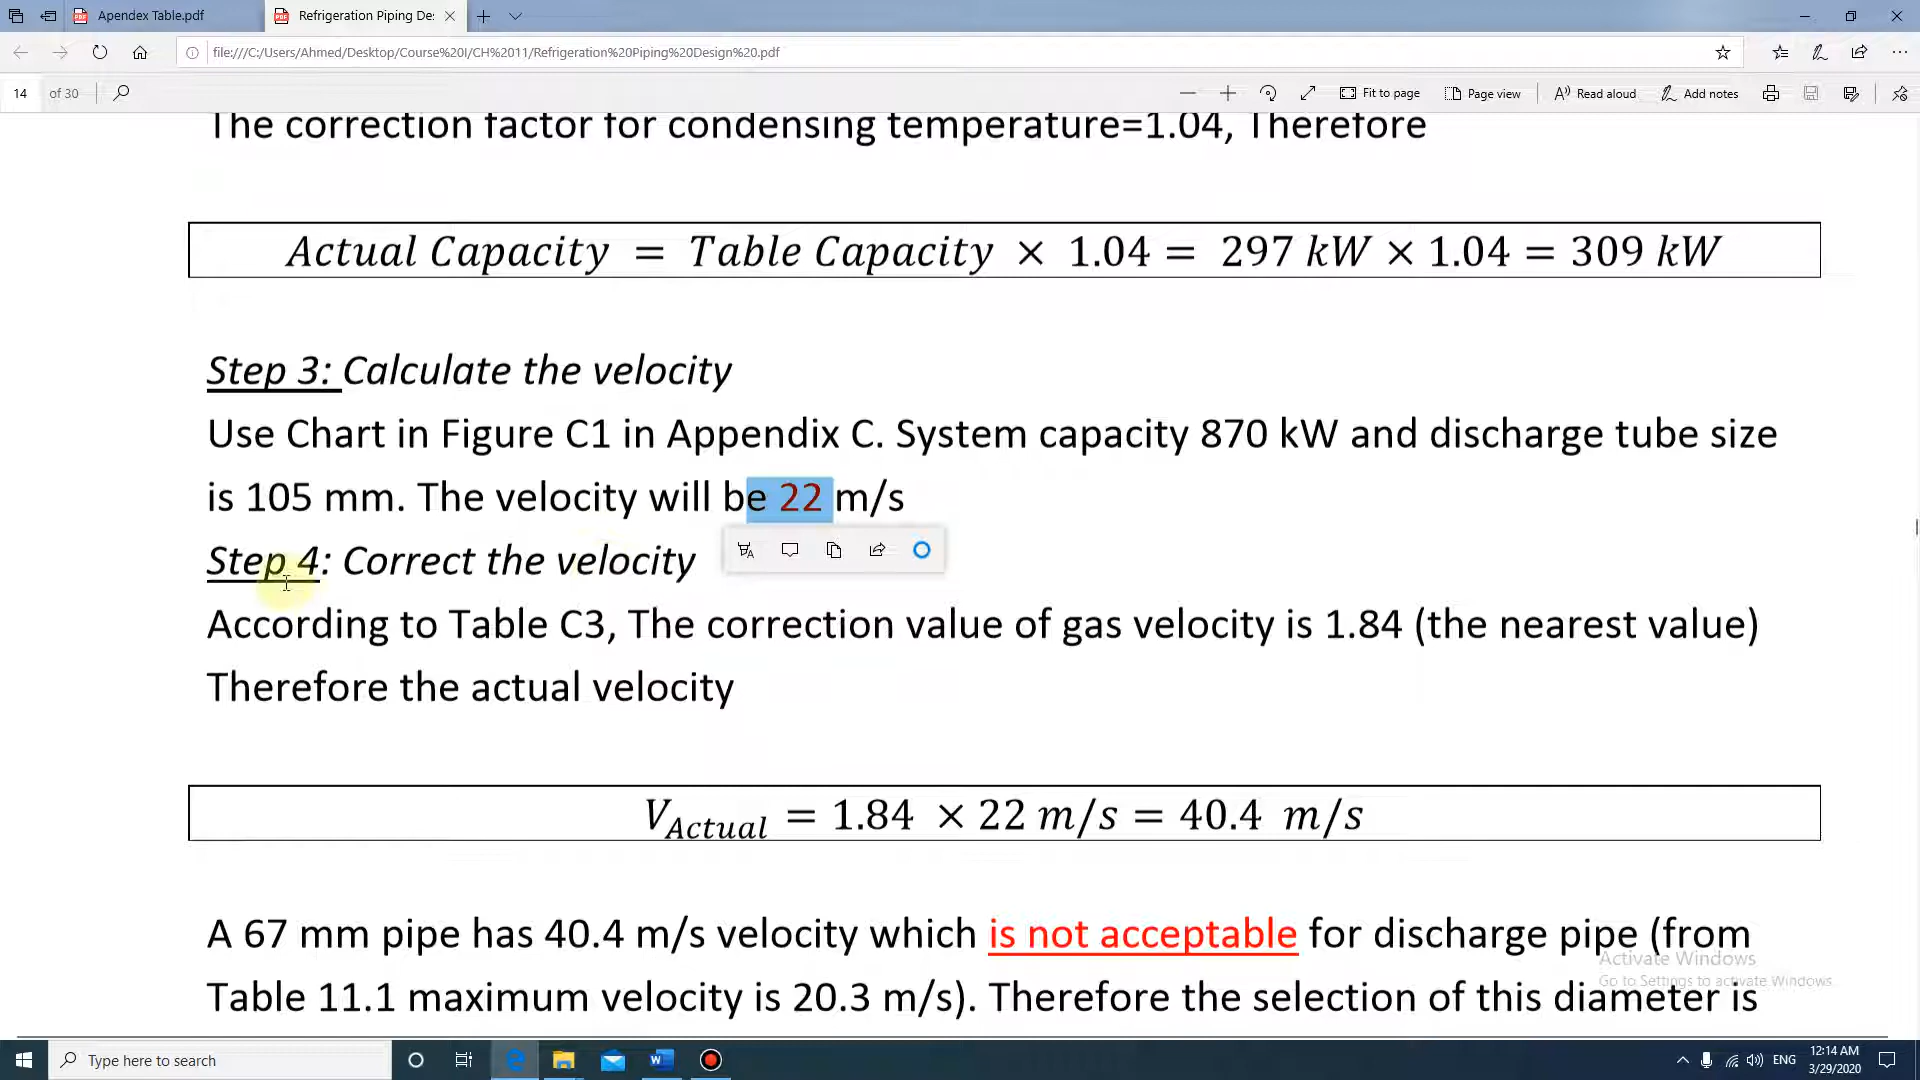 Apendex Table.pdf
Refrigeration Piping De:
file:///C:/Users/Ahmed/Desktop/Course%20I/CH%2011/Refrigeration%20Piping%20Design%20.pdf
14 of 30
Fit to page
Page view
Read aloud
Add notes
The correction factor for condensing temperature=1.04, Therefore
Actual Capacity = Table Capacity × 1.04 = 297 kW × 1.04 = 309 kW
Step 3: Calculate the velocity
Use Chart in Figure C1 in Appendix C. System capacity 870 kW and discharge tube size
is 105 mm. The velocity will be 22 m/s
Step 4: Correct the velocity
According to Table C3, The correction value of gas velocity is 1.84 (the nearest value)
Therefore the actual velocity
V_Actual = 1.84 × 22 m/s = 40.4 m/s
A 67 mm pipe has 40.4 m/s velocity which is not acceptable for discharge pipe (from
Table 11.1 maximum velocity is 20.3 m/s). Therefore the selection of this diameter is
Activate Windows
Go to Settings to activate Windows.
Type here to search
ENG
12:14 AM
3/29/2020